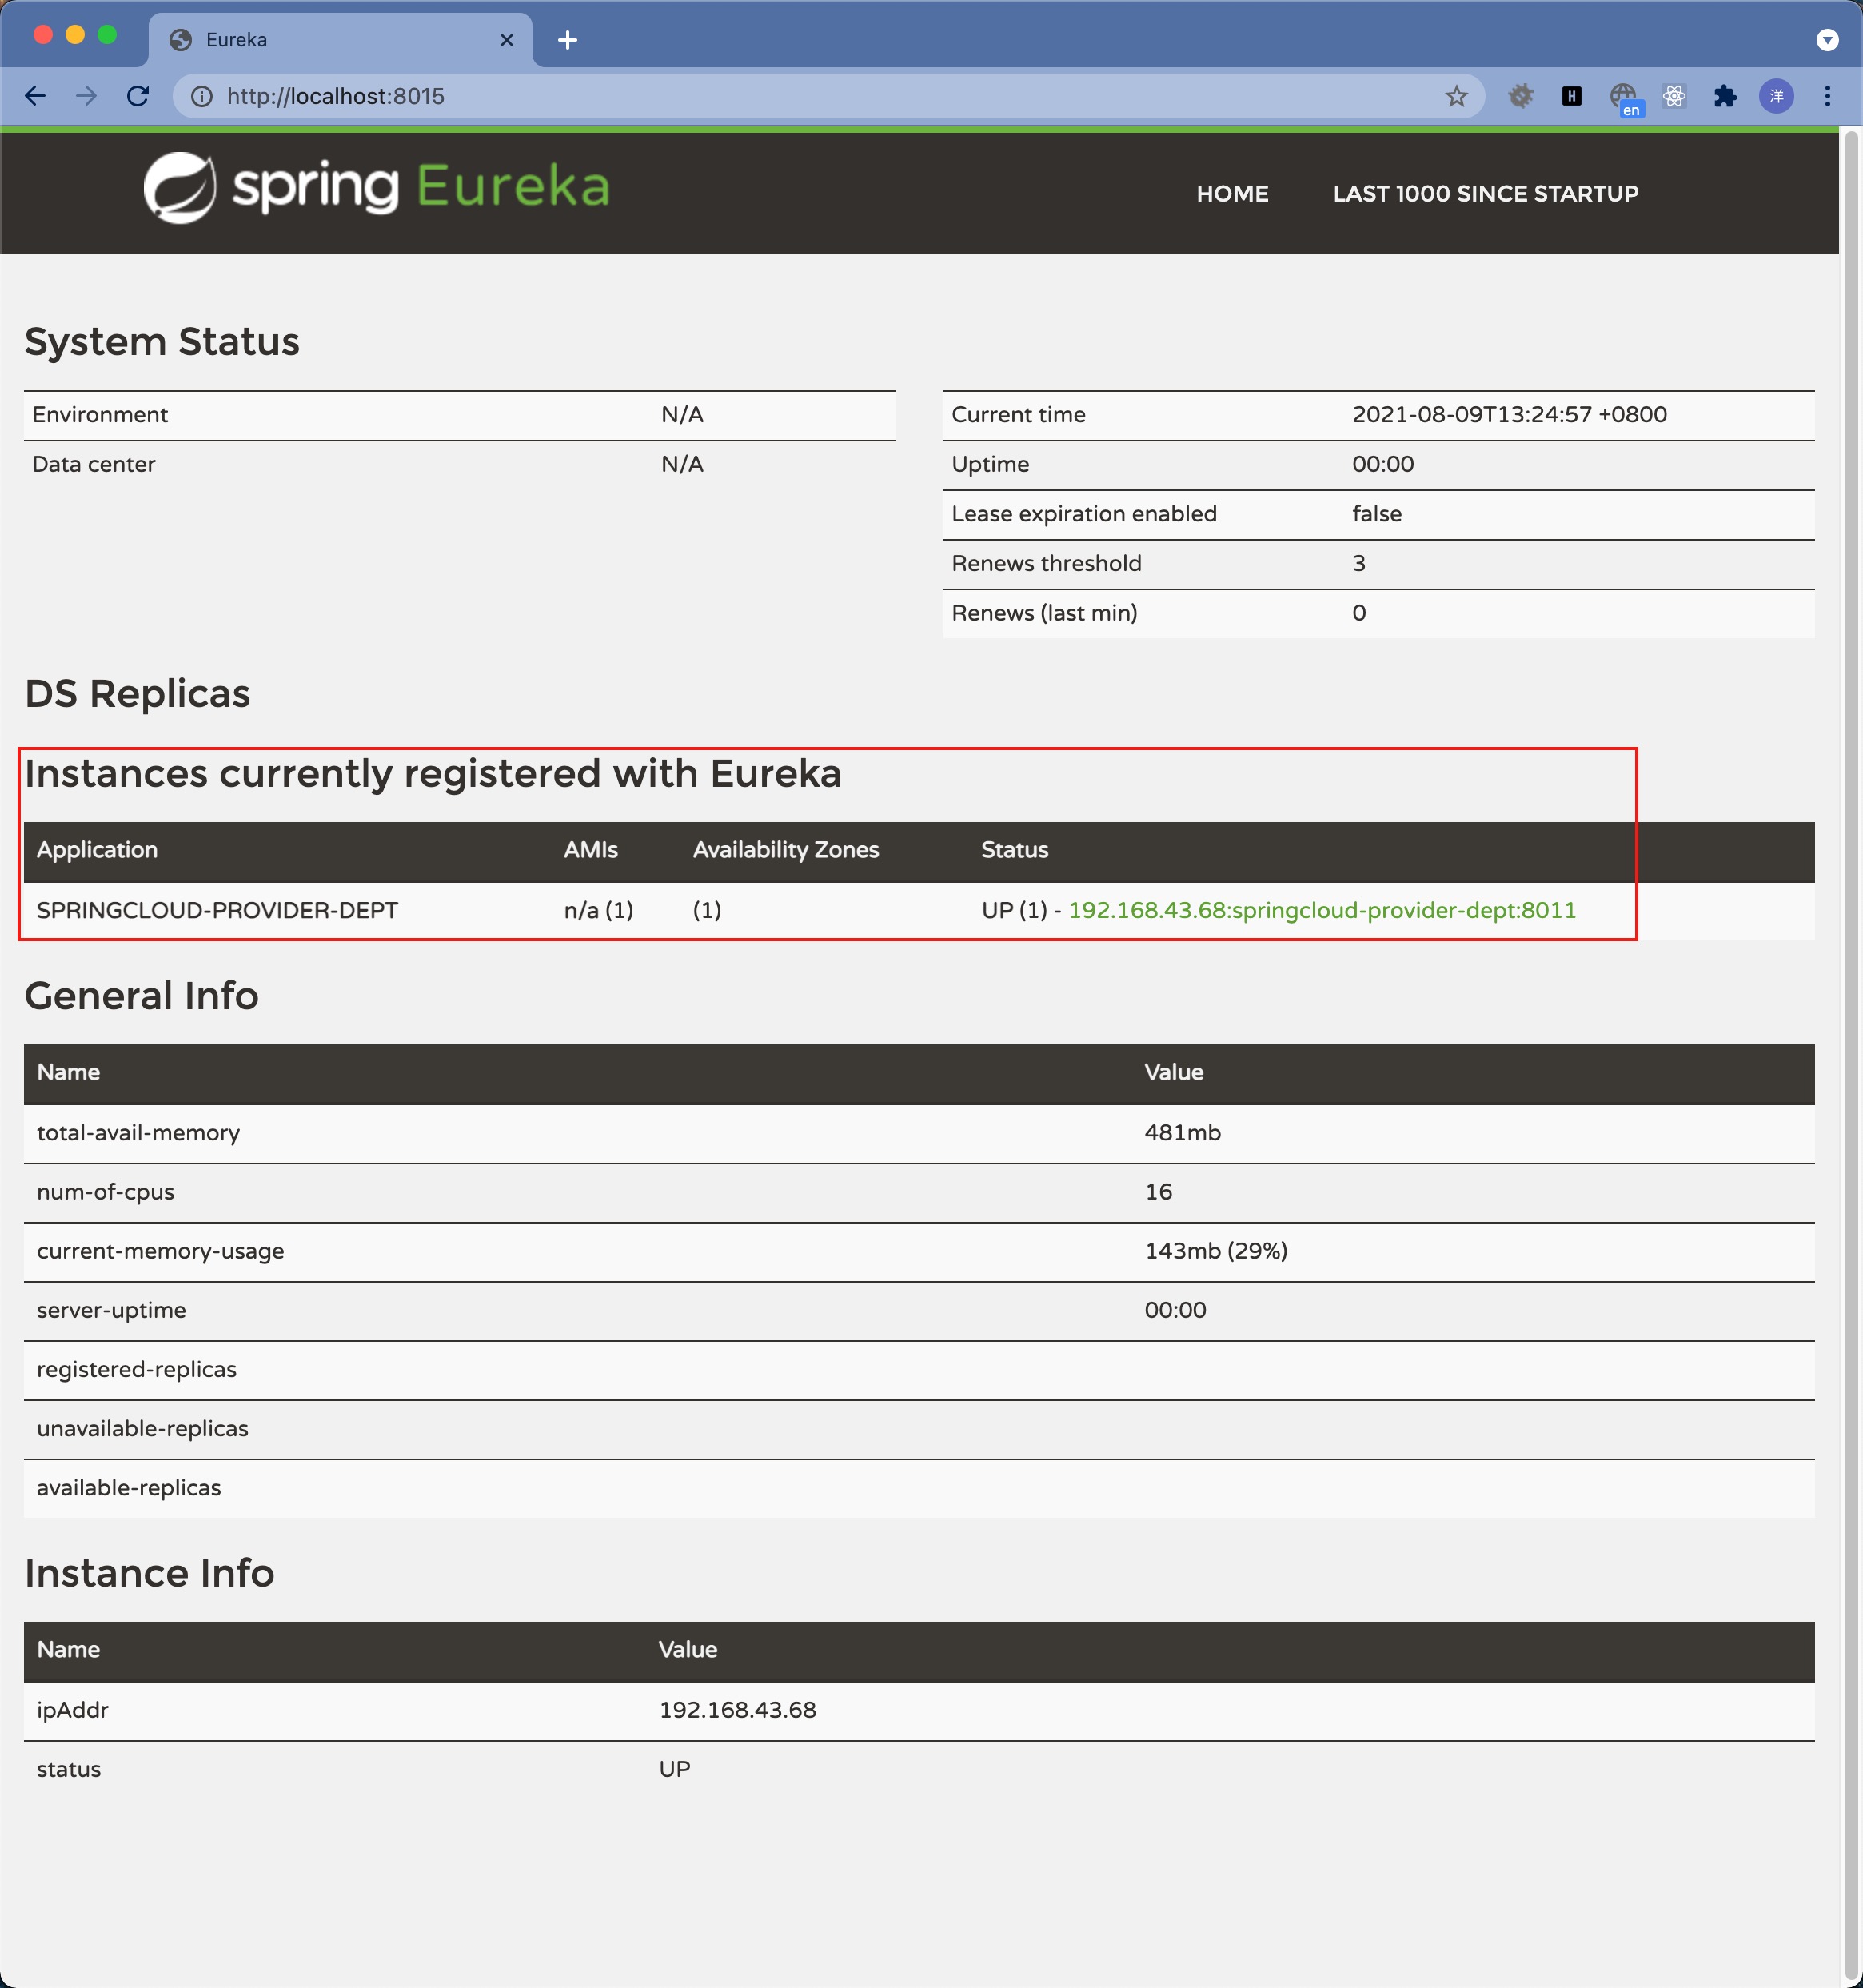 Eureka
http://localhost:8015
H
en
洋
spring Eureka
HOME LAST 1000 SINCE STARTUP
System Status
Environment N/A
Data center N/A
Current time 2021-08-09T13:24:57 +0800
Uptime 00:00
Lease expiration enabled false
Renews threshold 3
Renews (last min) 0
DS Replicas
Instances currently registered with Eureka
Application AMIs Availability Zones Status
SPRINGCLOUD-PROVIDER-DEPT n/a (1) (1) UP (1) - 192.168.43.68:springcloud-provider-dept:8011
General Info
Name Value
total-avail-memory 481mb
num-of-cpus 16
current-memory-usage 143mb (29%)
server-uptime 00:00
registered-replicas
unavailable-replicas
available-replicas
Instance Info
Name Value
ipAddr 192.168.43.68
status UP